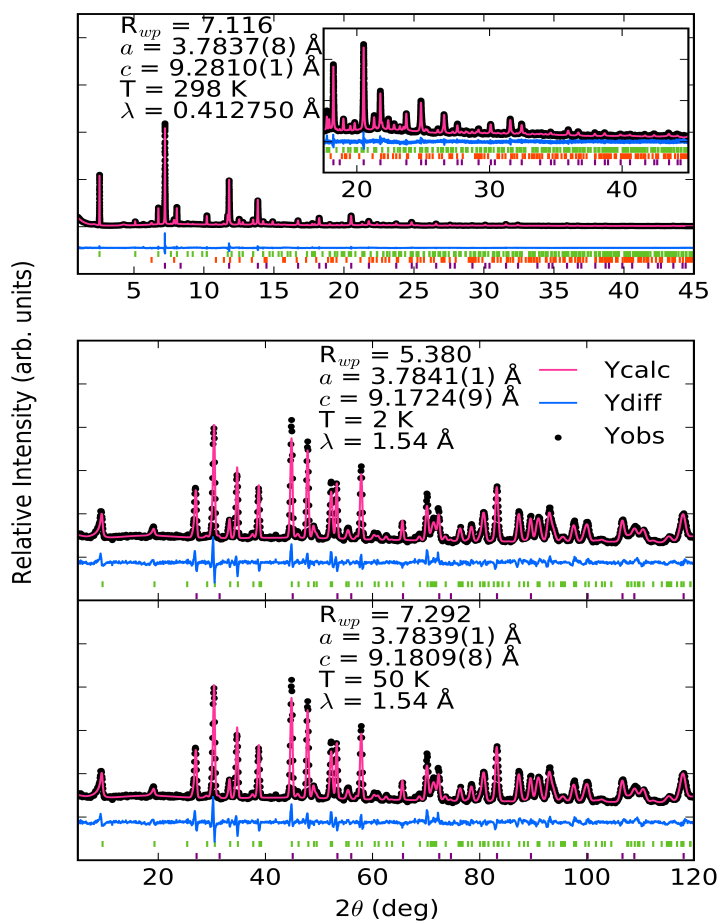 R_wp = 7.116
a = 3.7837(8) Å
c = 9.2810(1) Å
T = 298 K
λ = 0.412750 Å
20 30 40
5 10 15 20 25 30 35 40 45
Relative Intensity (arb. units)
R_wp = 5.380
a = 3.7841(1) Å
c = 9.1724(9) Å
T = 2 K
λ = 1.54 Å
Ycalc
Ydiff
Yobs
R_wp = 7.292
a = 3.7839(1) Å
c = 9.1809(8) Å
T = 50 K
λ = 1.54 Å
20 40 60 80 100 120
2θ (deg)